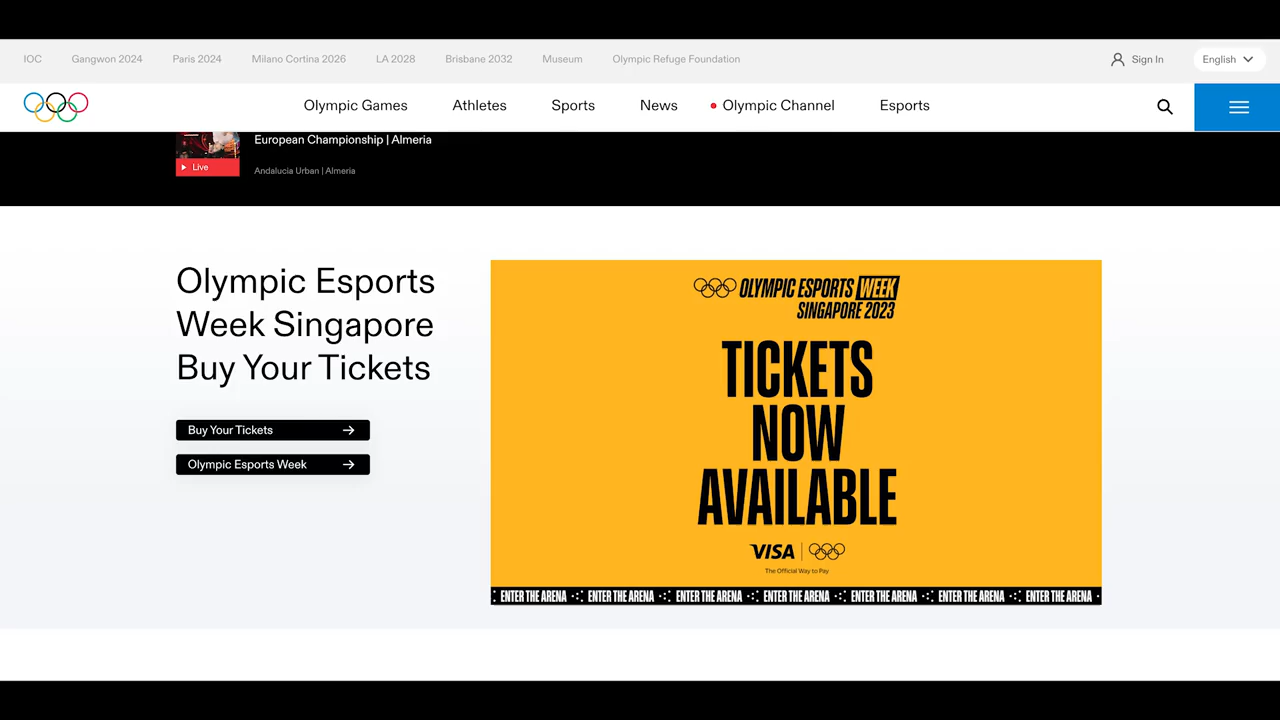 IOC Gangwon 2024 Paris 2024 Milano Cortina 2026 LA 2028 Brisbane 2032 Museum Olympic Refuge Foundation Sign In English
Olympic Games Athletes Sports News Olympic Channel Esports
European Championship | Almeria
Live
Andalucia Urban | Almeria
Olympic Esports
Week Singapore
Buy Your Tickets
Buy Your Tickets
Olympic Esports Week
OLYMPIC ESPORTS WEEK
SINGAPORE 2023
TICKETS
NOW
AVAILABLE
VISA
The Official Way to Pay
ENTER THE ARENA ENTER THE ARENA ENTER THE ARENA ENTER THE ARENA ENTER THE ARENA ENTER THE ARENA ENTER THE ARENA